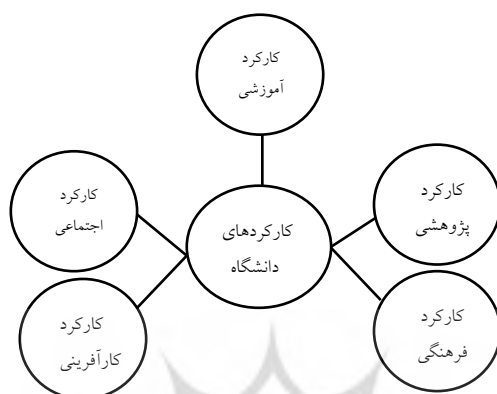 کارکرد
آموزشی
کارکرد
پژوهشی
کارکرد
اجتماعی
کارکردهای
دانشگاه
کارکرد
فرهنگی
کارکرد
کارآفرینی